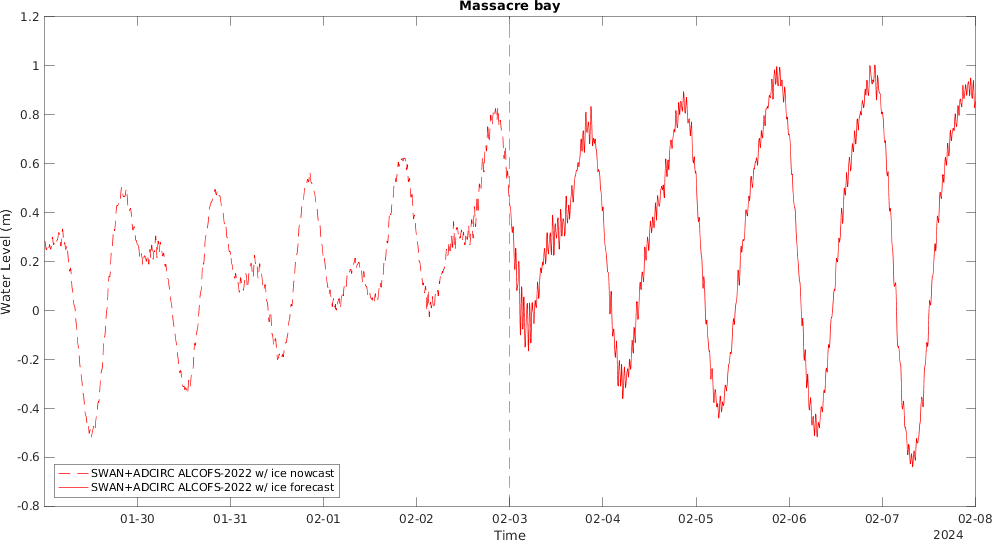 Massacre bay
Water Level (m)
1.2
1
0.8
0.6
0.4
0.2
0
-0.2
-0.4
-0.6
-0.8
SWAN+ADCIRC ALCOFS-2022 w/ ice nowcast
SWAN+ADCIRC ALCOFS-2022 w/ ice forecast
01-30 01-31 02-01 02-02 02-03 02-04 02-05 02-06 02-07 02-08
Time
2024